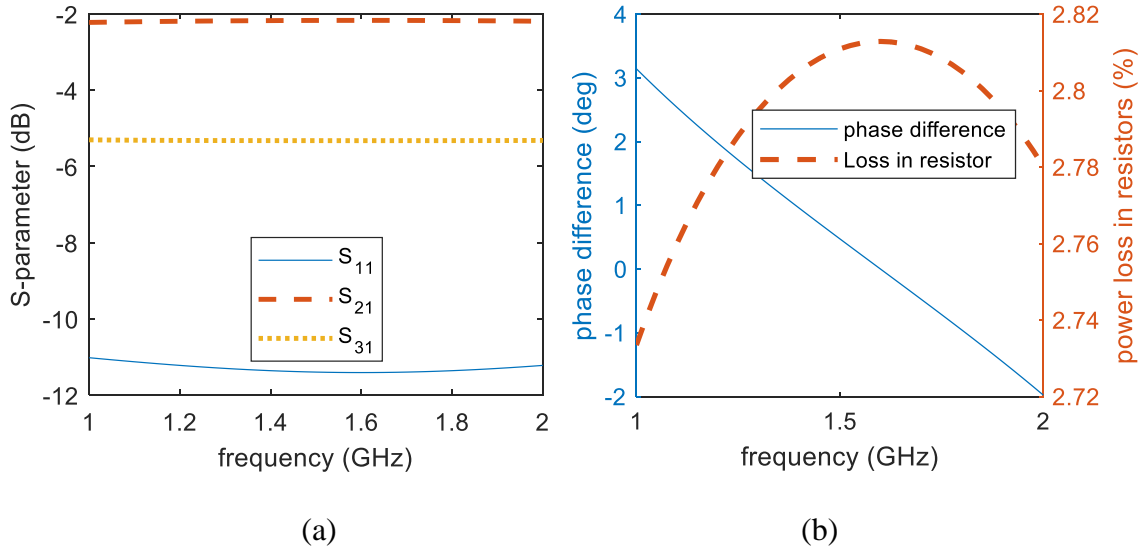 -2
-4
-6
-8
-10
-12
S-parameter (dB)
S11
S21
S31
1
1.2
1.4
1.6
1.8
2
frequency (GHz)
(a)
4
3
2
1
0
-1
-2
phase difference (deg)
phase difference
Loss in resistor
2.82
2.8
2.78
2.76
2.74
2.72
power loss in resistors (%)
1
1.5
2
frequency (GHz)
(b)